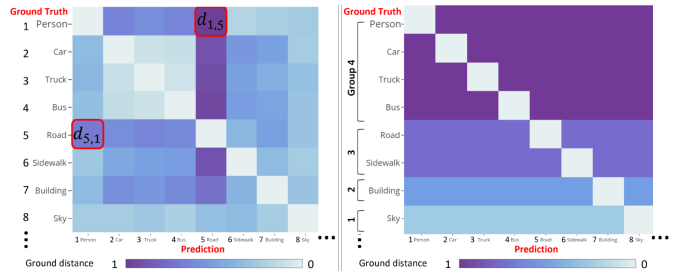 Ground Truth
1 Person
2 Car
3 Truck
4 Bus
5 Road
6 Sidewalk
7 Building
8 Sky
d1,5
d5,1
1 Person 2 Car 3 Truck 4 Bus 5 Road 6 Sidewalk 7 Building 8 Sky
Prediction
Ground distance 1 0
Ground Truth
Person
Car
Truck
Bus
Road
Sidewalk
Building
Sky
Group 4
3
2
1
1 Person 2 Car 3 Truck 4 Bus 5 Road 6 Sidewalk 7 Building 8 Sky
Prediction
Ground distance 1 0